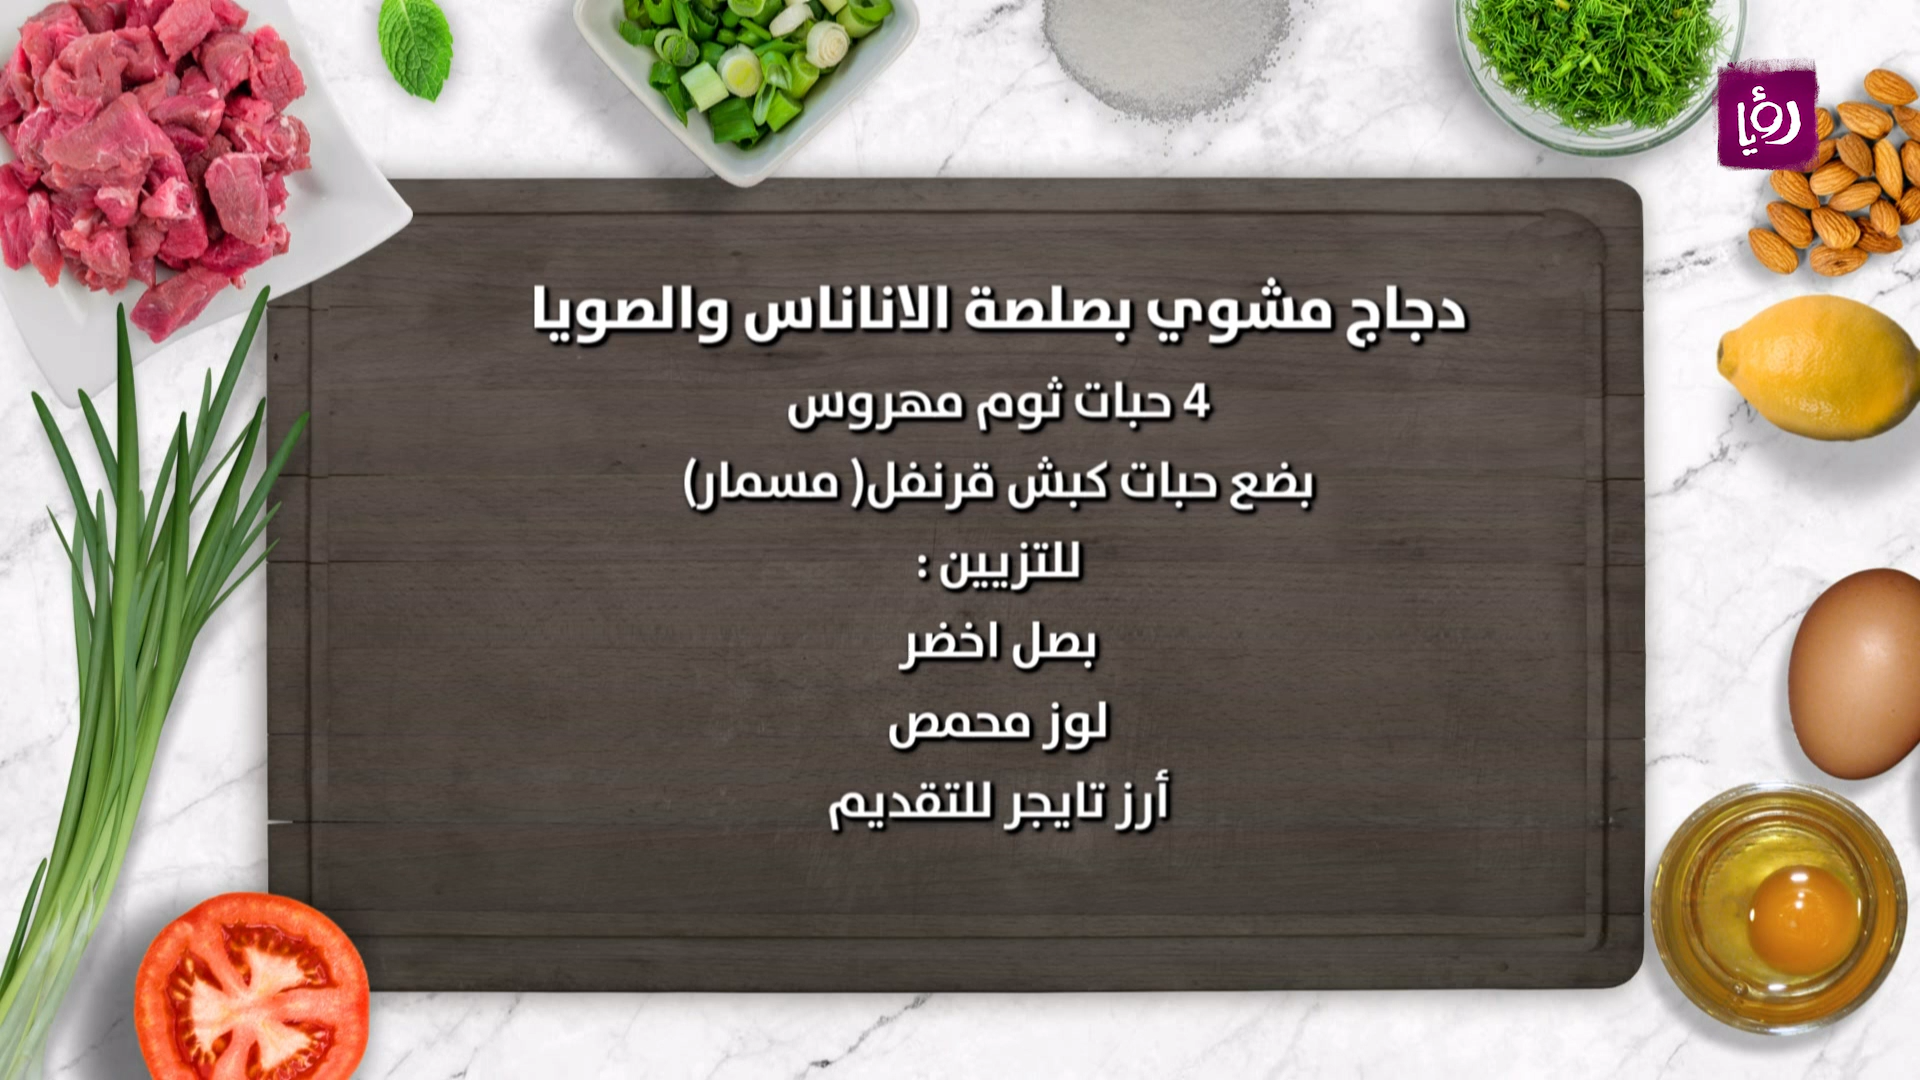 رؤيا
دجاج مشوي بصلصة الاناناس والصويا
4 حبات ثوم مهروس
بضع حبات كبش قرنفل( مسمار)
للتزيين :
بصل اخضر
لوز محمص
أرز تايجر للتقديم